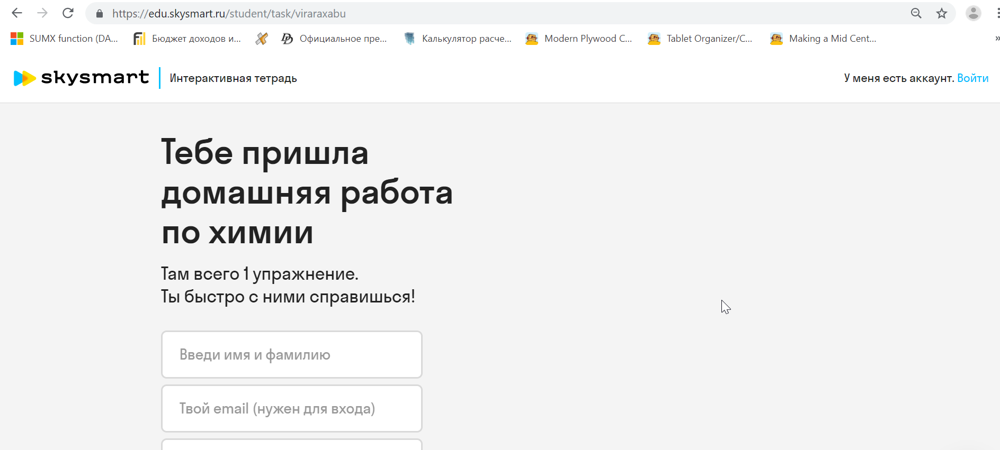 https://edu.skysmart.ru/student/task/viraraxabu
SUMX function (DA... Бюджет доходов и... Официальное пре... Калькулятор расче... Modern Plywood C... Tablet Organizer/C... Making a Mid Cent... »
skysmart Интерактивная тетрадь У меня есть аккаунт. Войти
Тебе пришла
домашняя работа
по химии
Там всего 1 упражнение.
Ты быстро с ними справишься!
Введи имя и фамилию
Твой email (нужен для входа)